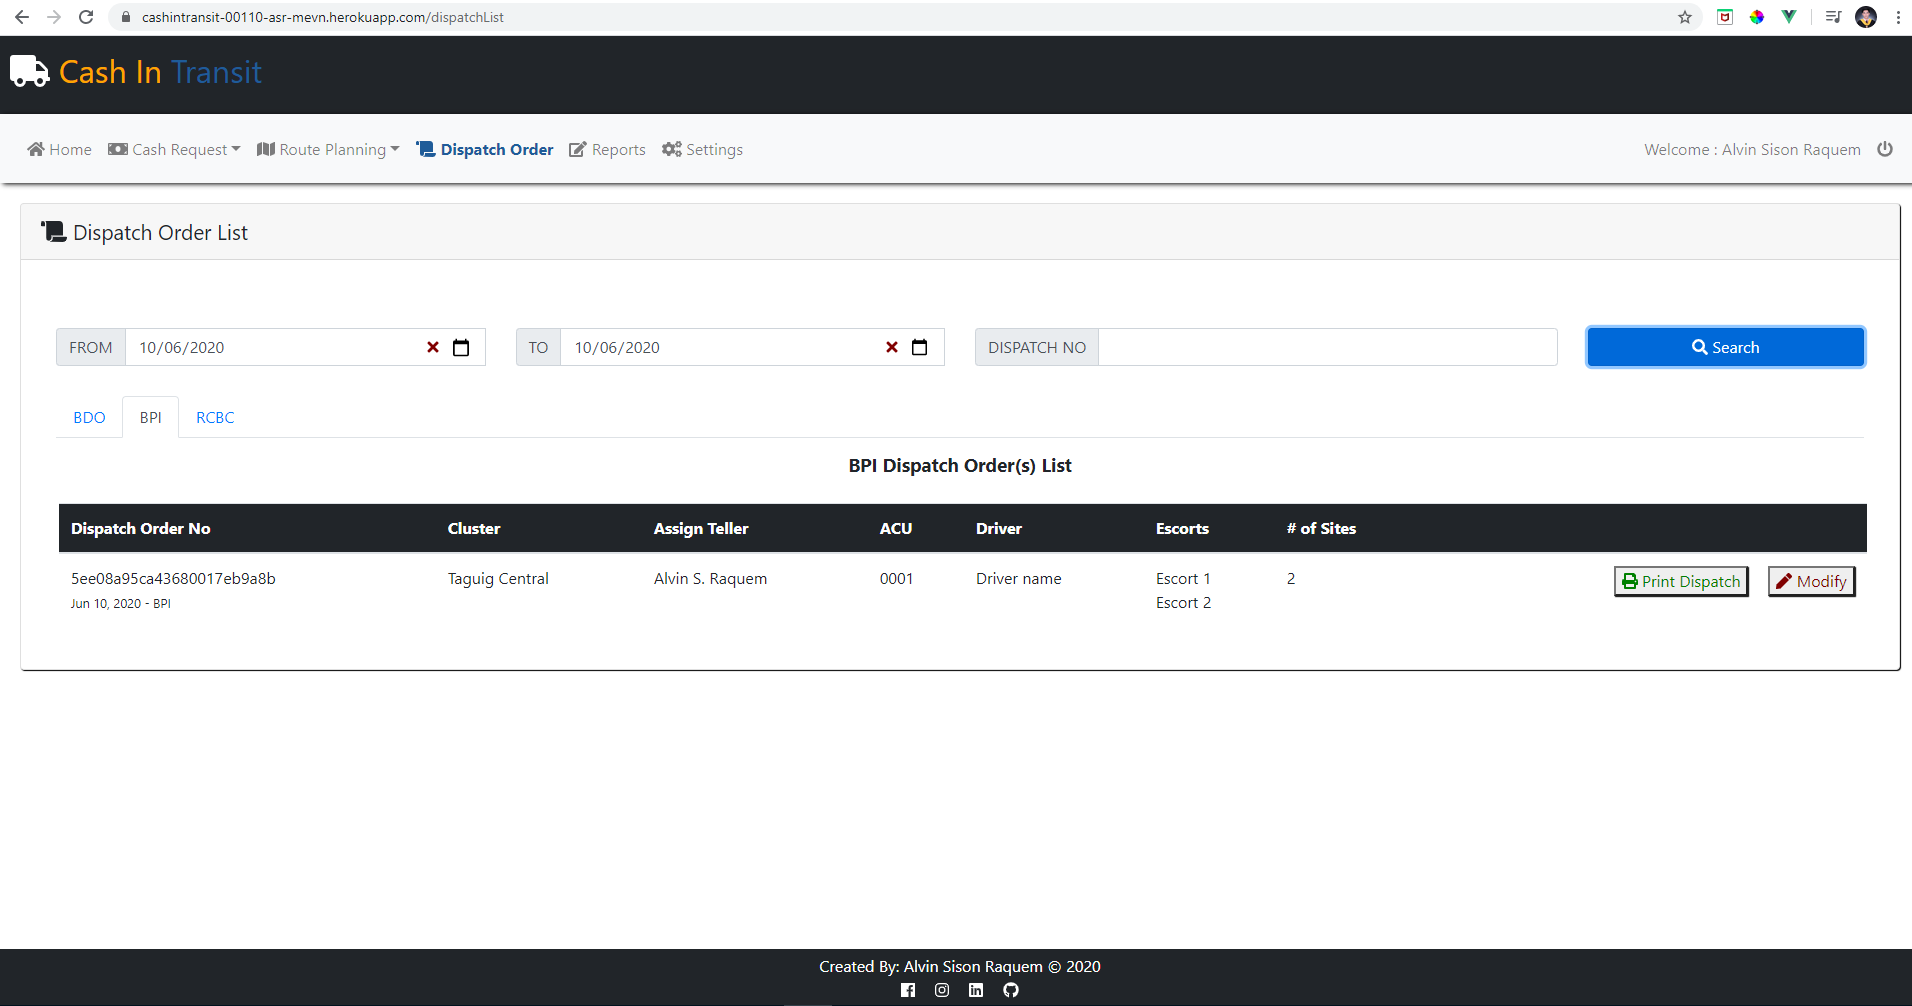 cashintransit-00110-asr-mevn.herokuapp.com/dispatchList
Cash In Transit
Home Cash Request Route Planning Dispatch Order Reports Settings Welcome : Alvin Sison Raquem
Dispatch Order List
FROM 10/06/2020 TO 10/06/2020 DISPATCH NO Search
BDO BPI RCBC
BPI Dispatch Order(s) List
Dispatch Order No Cluster Assign Teller ACU Driver Escorts # of Sites
5ee08a95ca43680017eb9a8b Taguig Central Alvin S. Raquem 0001 Driver name Escort 1 2 Print Dispatch Modify
Jun 10, 2020 - BPI Escort 2
Created By: Alvin Sison Raquem © 2020